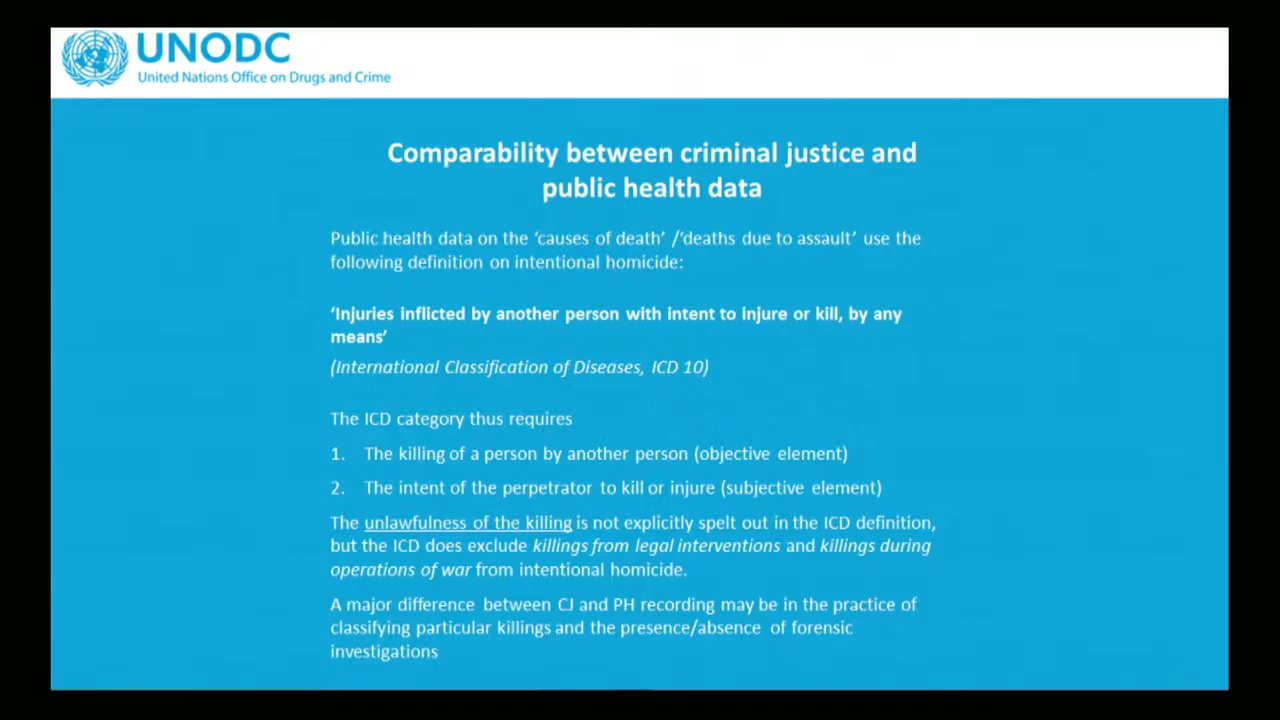 UNODC
United Nations Office on Drugs and Crime
Comparability between criminal justice and
public health data
Public health data on the ‘causes of death’ /‘deaths due to assault’ use the
following definition on intentional homicide:
‘Injuries inflicted by another person with intent to injure or kill, by any
means’
(International Classification of Diseases, ICD 10)
The ICD category thus requires
1. The killing of a person by another person (objective element)
2. The intent of the perpetrator to kill or injure (subjective element)
The unlawfulness of the killing is not explicitly spelt out in the ICD definition,
but the ICD does exclude killings from legal interventions and killings during
operations of war from intentional homicide.
A major difference between CJ and PH recording may be in the practice of
classifying particular killings and the presence/absence of forensic
investigations